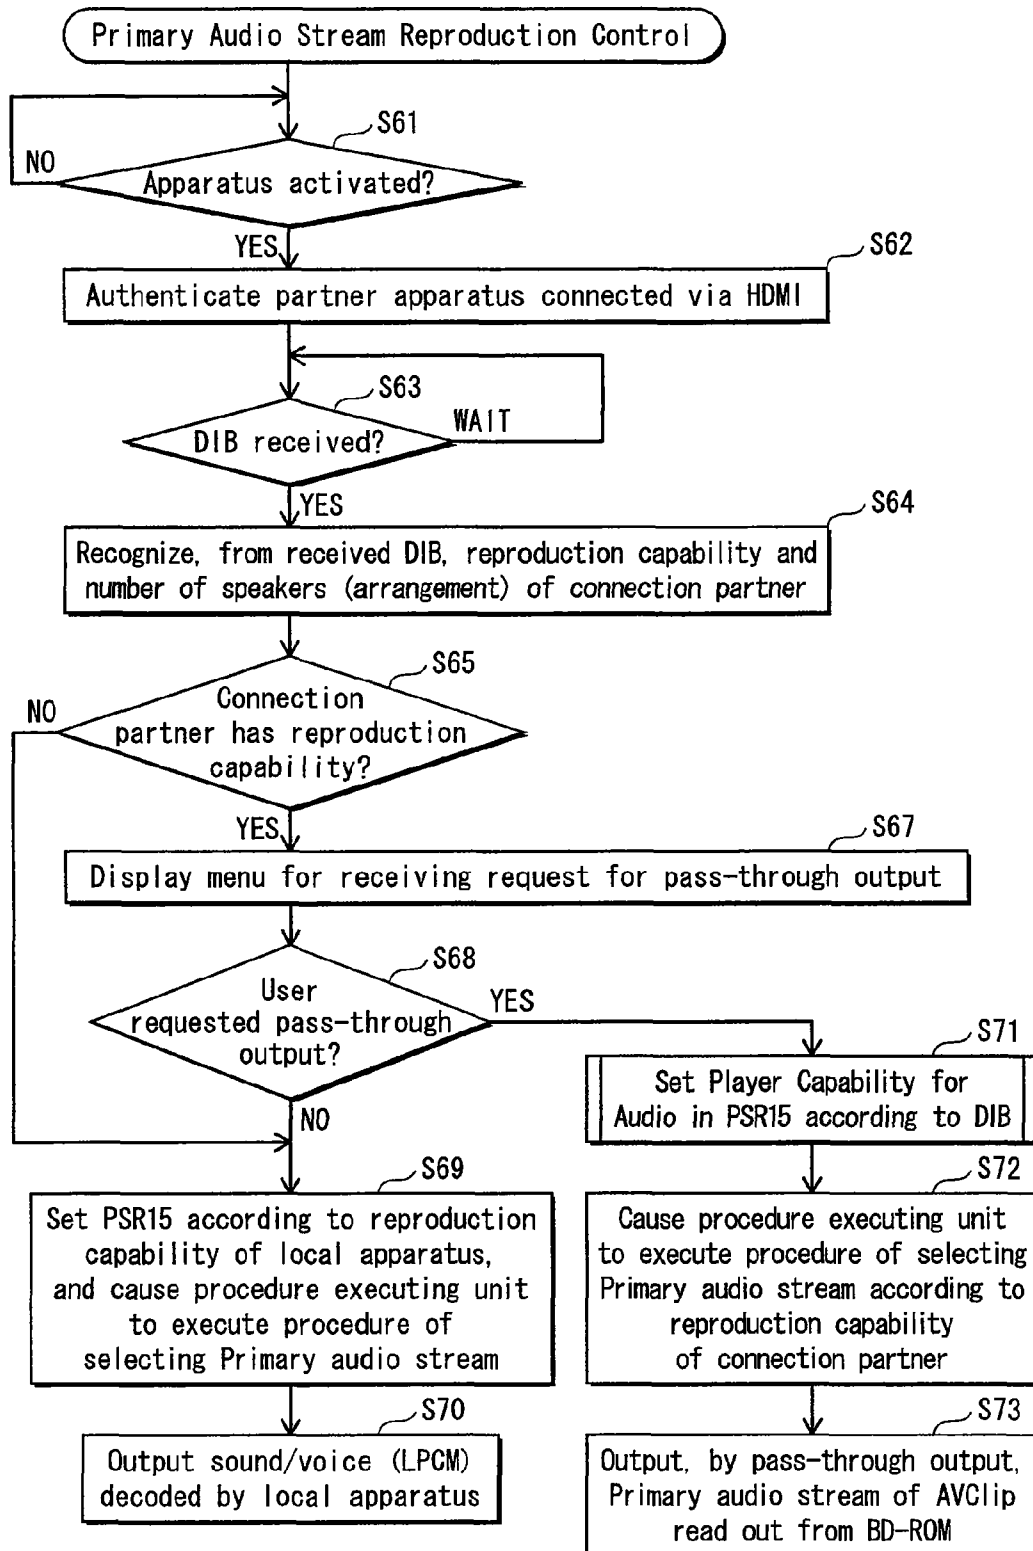 Primary Audio Stream Reproduction Control
S61
NO
Apparatus activated?
YES
S62
Authenticate partner apparatus connected via HDMI
S63
WAIT
DIB received?
YES
S64
Recognize, from received DIB, reproduction capability and
number of speakers (arrangement) of connection partner
S65
NO
Connection
partner has reproduction
capability?
YES
S67
Display menu for receiving request for pass-through output
S68
User
requested pass-through
output?
YES
NO
S71
Set Player Capability for
Audio in PSR15 according to DIB
S69
Set PSR15 according to reproduction
capability of local apparatus,
and cause procedure executing unit
to execute procedure of
selecting Primary audio stream
S72
Cause procedure executing unit
to execute procedure of selecting
Primary audio stream according to
reproduction capability
of connection partner
S70
Output sound/voice (LPCM)
decoded by local apparatus
S73
Output, by pass-through output,
Primary audio stream of AVClip
read out from BD-ROM